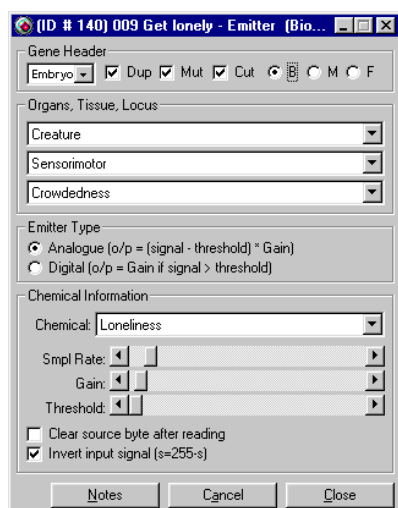 (ID # 140) 009 Get lonely - Emitter (Bio...
Gene Header
Embryo Dup Mut Cut B M F
Organs, Tissue, Locus
Creature
Sensorimotor
Crowdedness
Emitter Type
Analogue (o/p = (signal - threshold) * Gain)
Digital (o/p = Gain if signal > threshold)
Chemical Information
Chemical: Loneliness
Smpl Rate:
Gain:
Threshold:
Clear source byte after reading
Invert input signal (s=255-s)
Notes Cancel Close